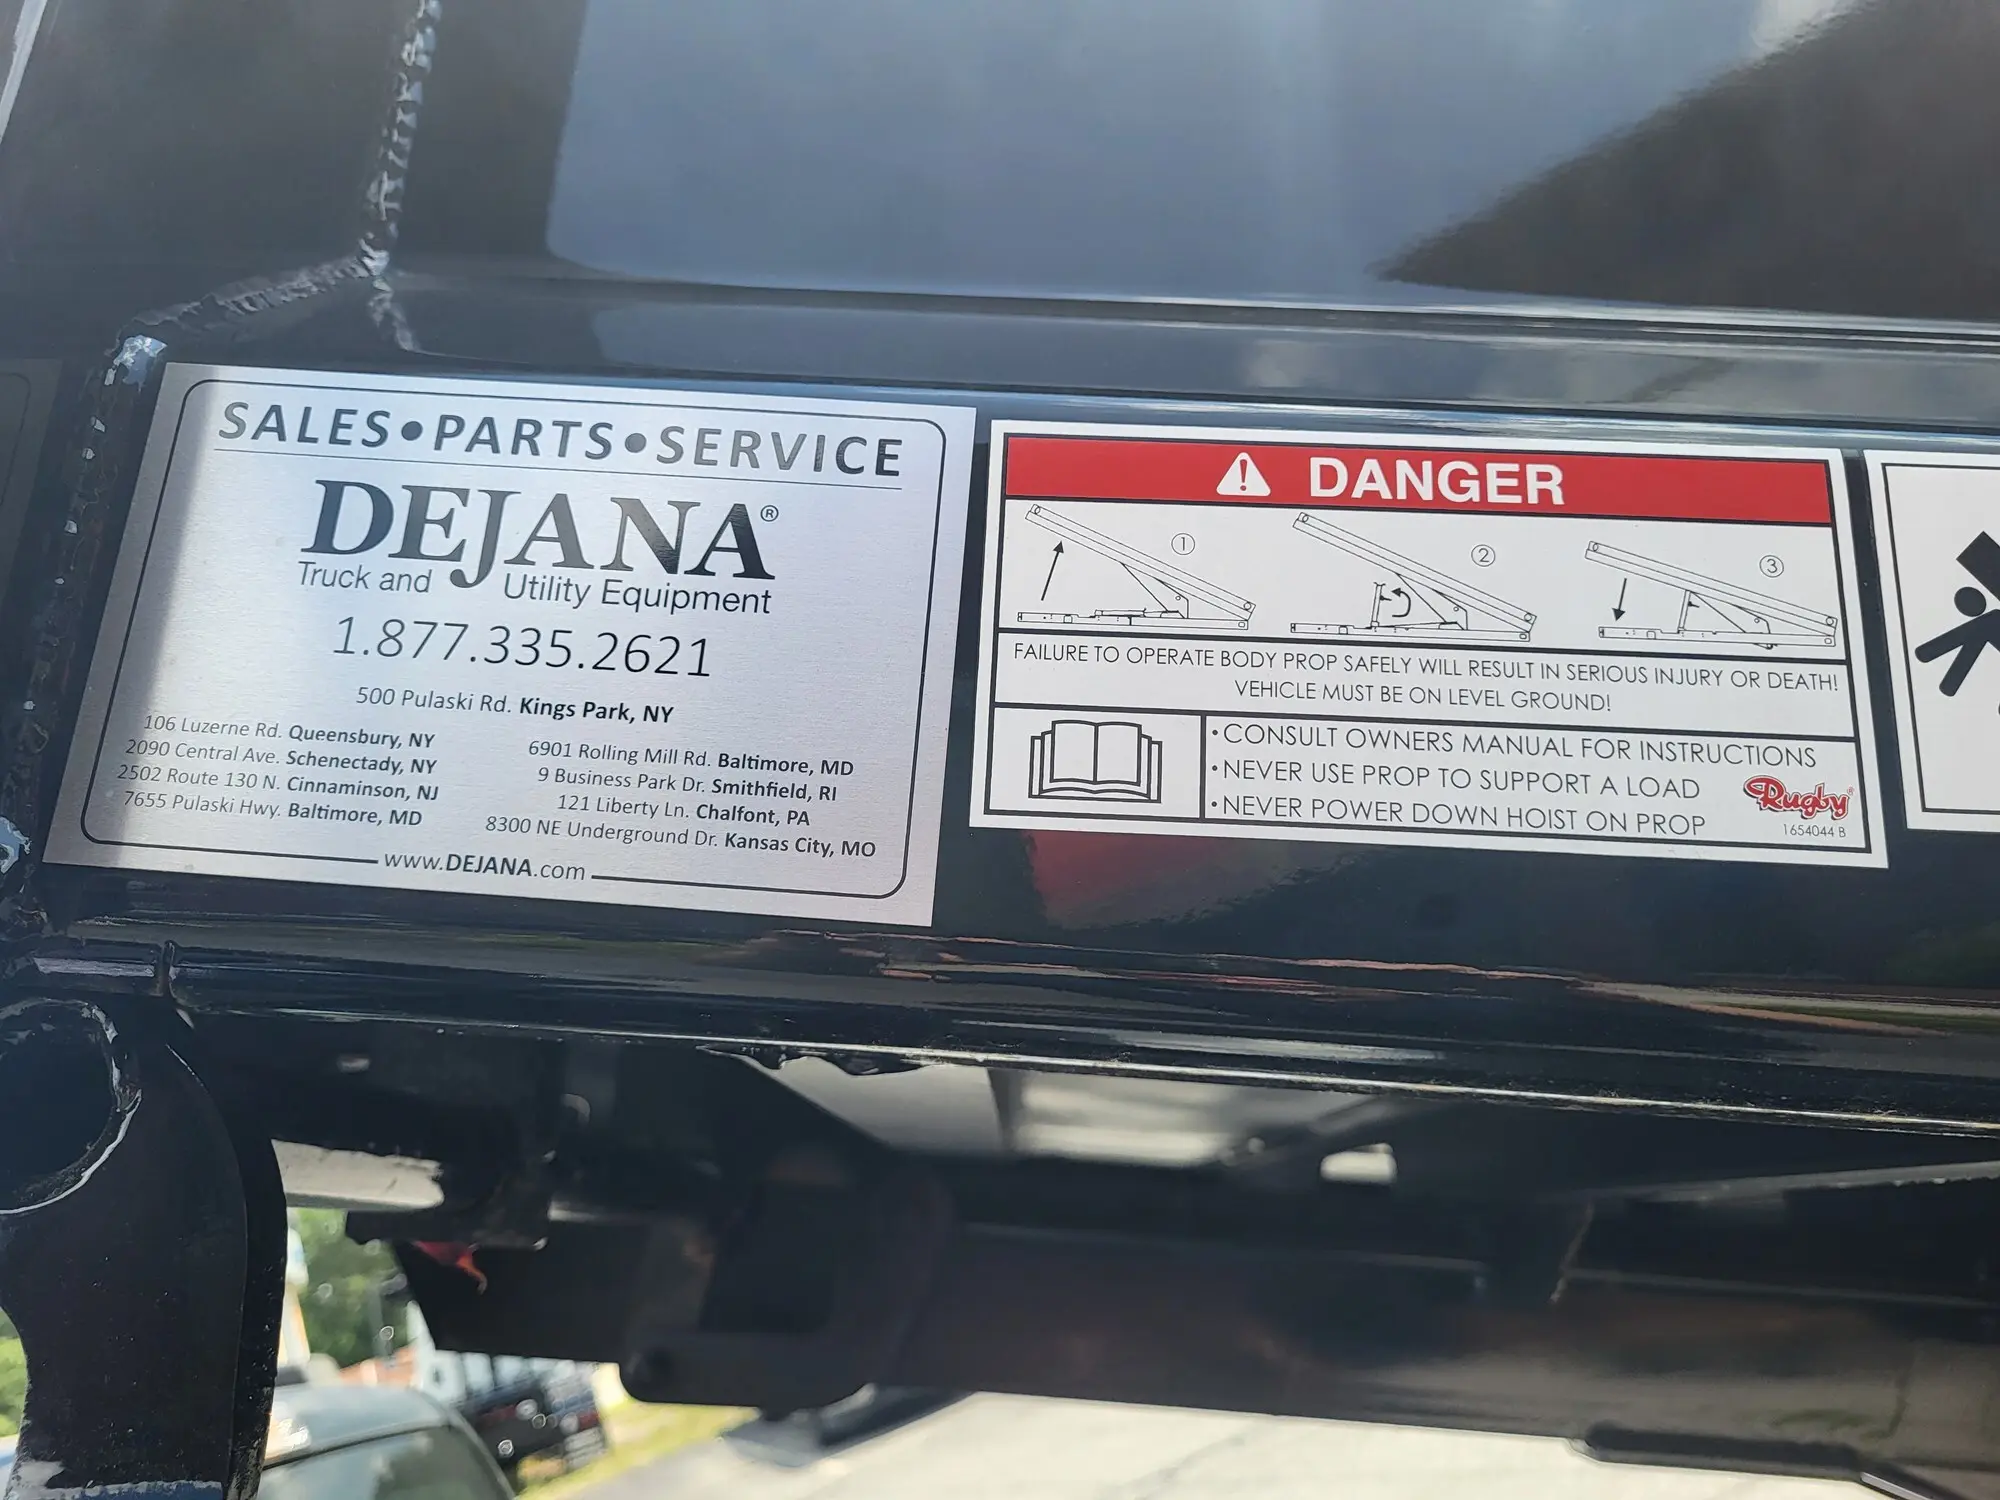 SALES•PARTS•SERVICE
DEJANA®
Truck and Utility Equipment
1.877.335.2621
500 Pulaski Rd. Kings Park, NY
106 Luzerne Rd. Queensbury, NY
2090 Central Ave. Schenectady, NY
2502 Route 130 N. Cinnaminson, NJ
7655 Pulaski Hwy. Baltimore, MD
6901 Rolling Mill Rd. Baltimore, MD
9 Business Park Dr. Smithfield, RI
121 Liberty Ln. Chalfont, PA
8300 NE Underground Dr. Kansas City, MO
www.DEJANA.com
DANGER
1 2 3
FAILURE TO OPERATE BODY PROP SAFELY WILL RESULT IN SERIOUS INJURY OR DEATH!
VEHICLE MUST BE ON LEVEL GROUND!
•CONSULT OWNERS MANUAL FOR INSTRUCTIONS
•NEVER USE PROP TO SUPPORT A LOAD
•NEVER POWER DOWN HOIST ON PROP
Rugby®
1654044 B